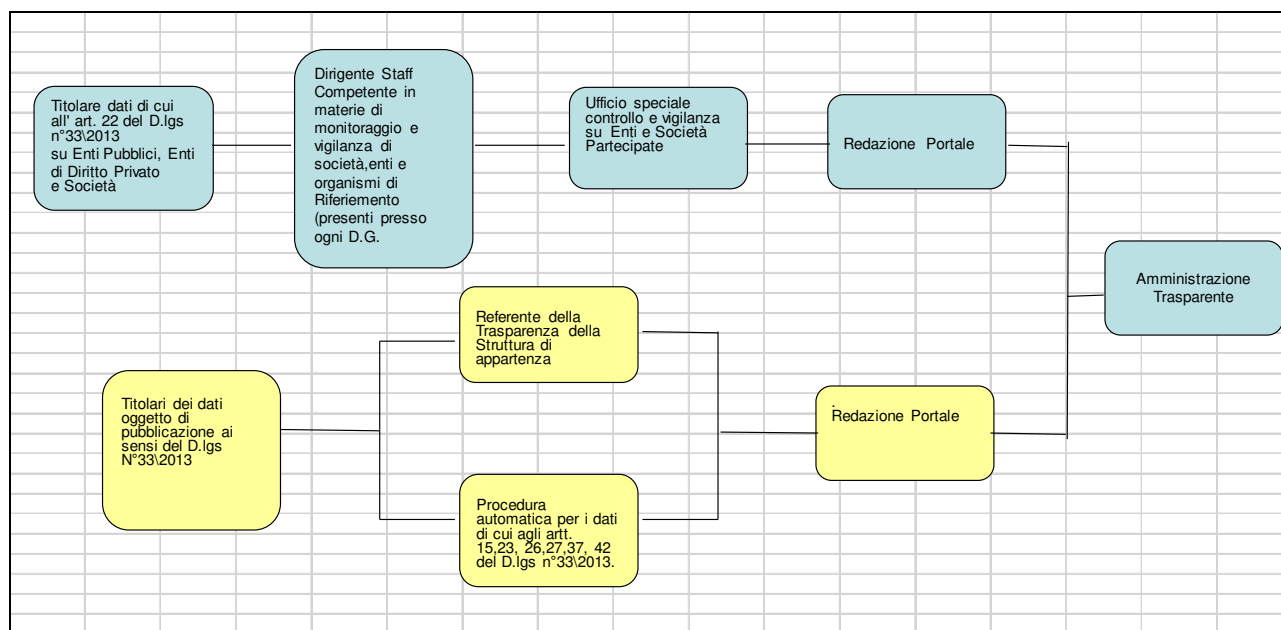 Titolare dati di cui
all' art. 22 del D.lgs
n°33\2013
su Enti Pubblici, Enti
di Diritto Privato
e Società
Dirigente Staff
Competente in
materie di
monitoraggio e
vigilanza di
società,enti e
organismi di
Riferiemento
(presenti presso
ogni D.G.
Ufficio speciale
controllo e vigilanza
su Enti e Società
Partecipate
Redazione Portale
Amministrazione
Trasparente
Titolari dei dati
oggetto di
pubblicazione ai
sensi del D.lgs
N°33\2013
Referente della
Trasparenza della
Struttura di
appartenza
Procedura
automatica per i dati
di cui agli artt.
15,23, 26,27,37, 42
del D.lgs n°33\2013.
.
Redazione Portale